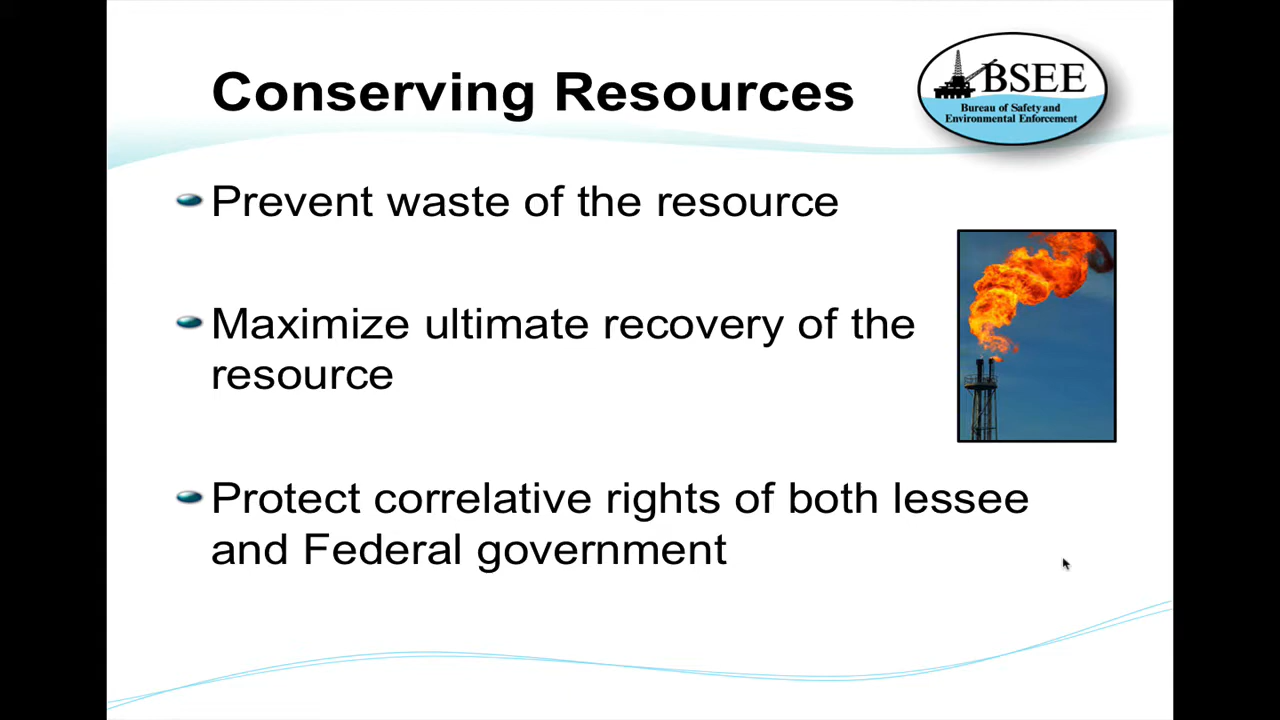 Conserving Resources
BSEE
Bureau of Safety and
Environmental Enforcement
Prevent waste of the resource
Maximize ultimate recovery of the
resource
Protect correlative rights of both lessee
and Federal government